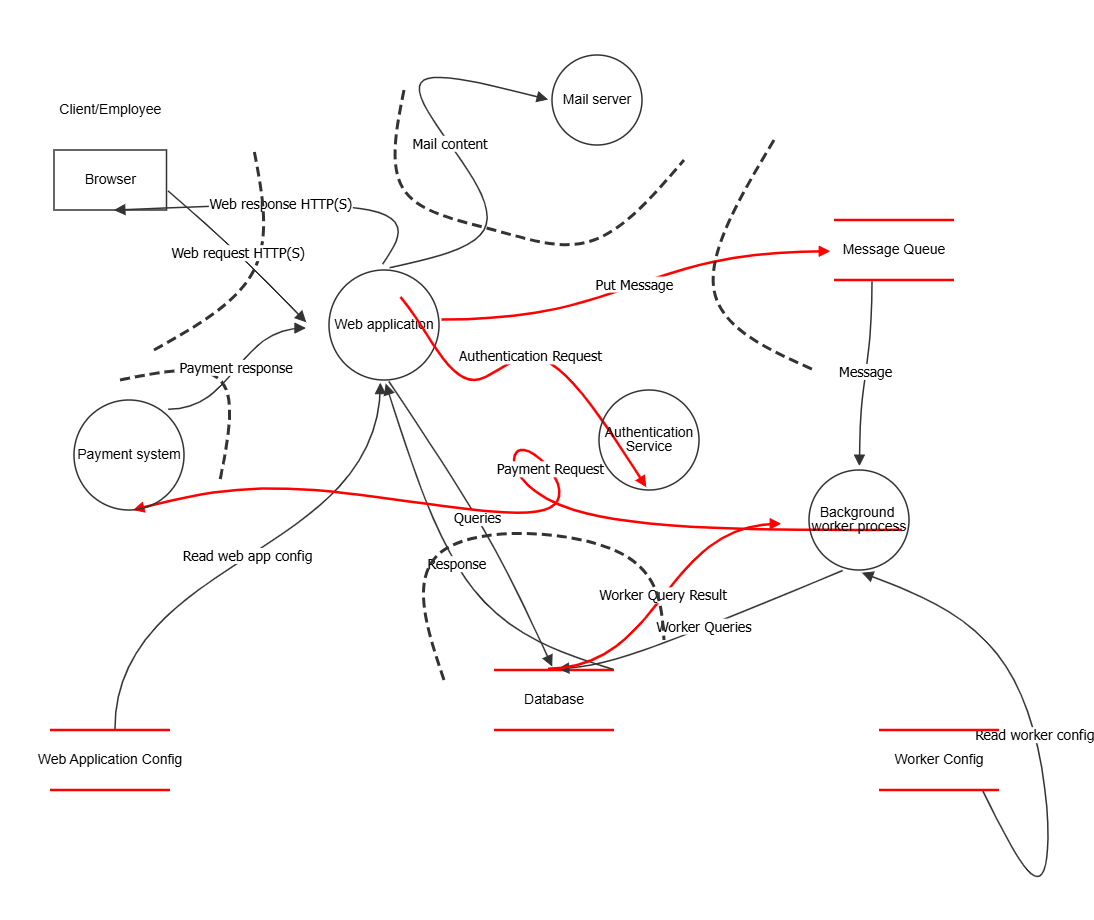 Mail server
Client/Employee
Mail content
Browser
Web response HTTP(S)
Web request HTTP(S)
Message Queue
Put Message
Web application
Authentication Request
Payment response
Message
Authentication
Service
Payment system
Payment Request
Background
worker process
Queries
Read web app config
Response
Worker Query Result
Worker Queries
Database
Read worker config
Web Application Config
Worker Config